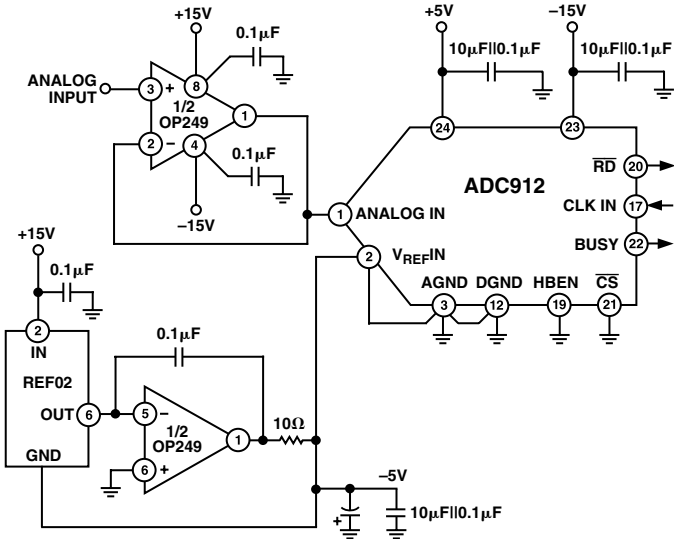 +15V
0.1μF
ANALOG
INPUT
3
+
8
1/2
OP249
1
2
−
4
0.1μF
−15V
+5V
−15V
10μF||0.1μF
10μF||0.1μF
24
23
ADC912
RD
20
CLK IN
17
BUSY
22
1
ANALOG IN
2
VREFIN
AGND
DGND
HBEN
CS
3
12
19
21
+15V
0.1μF
2
IN
REF02
OUT
6
GND
0.1μF
5
−
1/2
OP249
1
6
+
10Ω
−5V
+
10μF||0.1μF